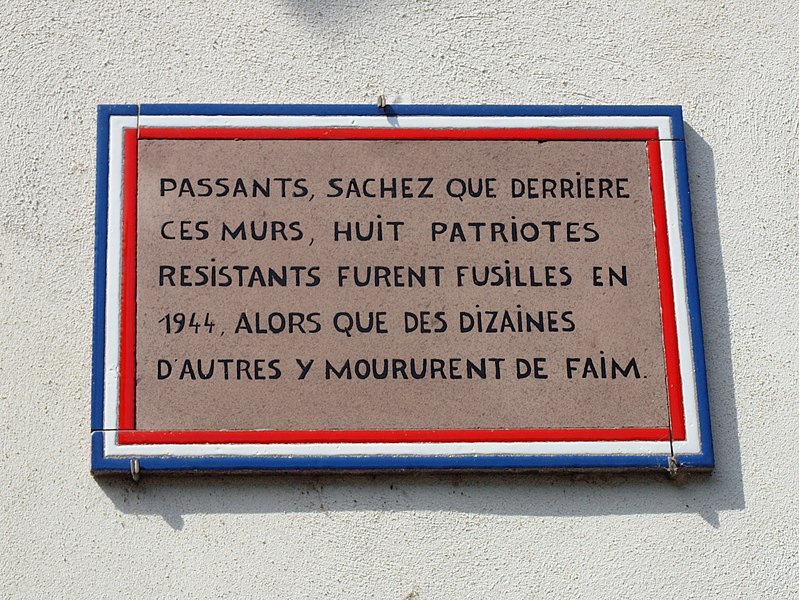 PASSANTS, SACHEZ QUE DERRIERE
CES MURS, HUIT PATRIOTES
RESISTANTS FURENT FUSILLES EN
1944, ALORS QUE DES DIZAINES
D'AUTRES Y MOURURENT DE FAIM.